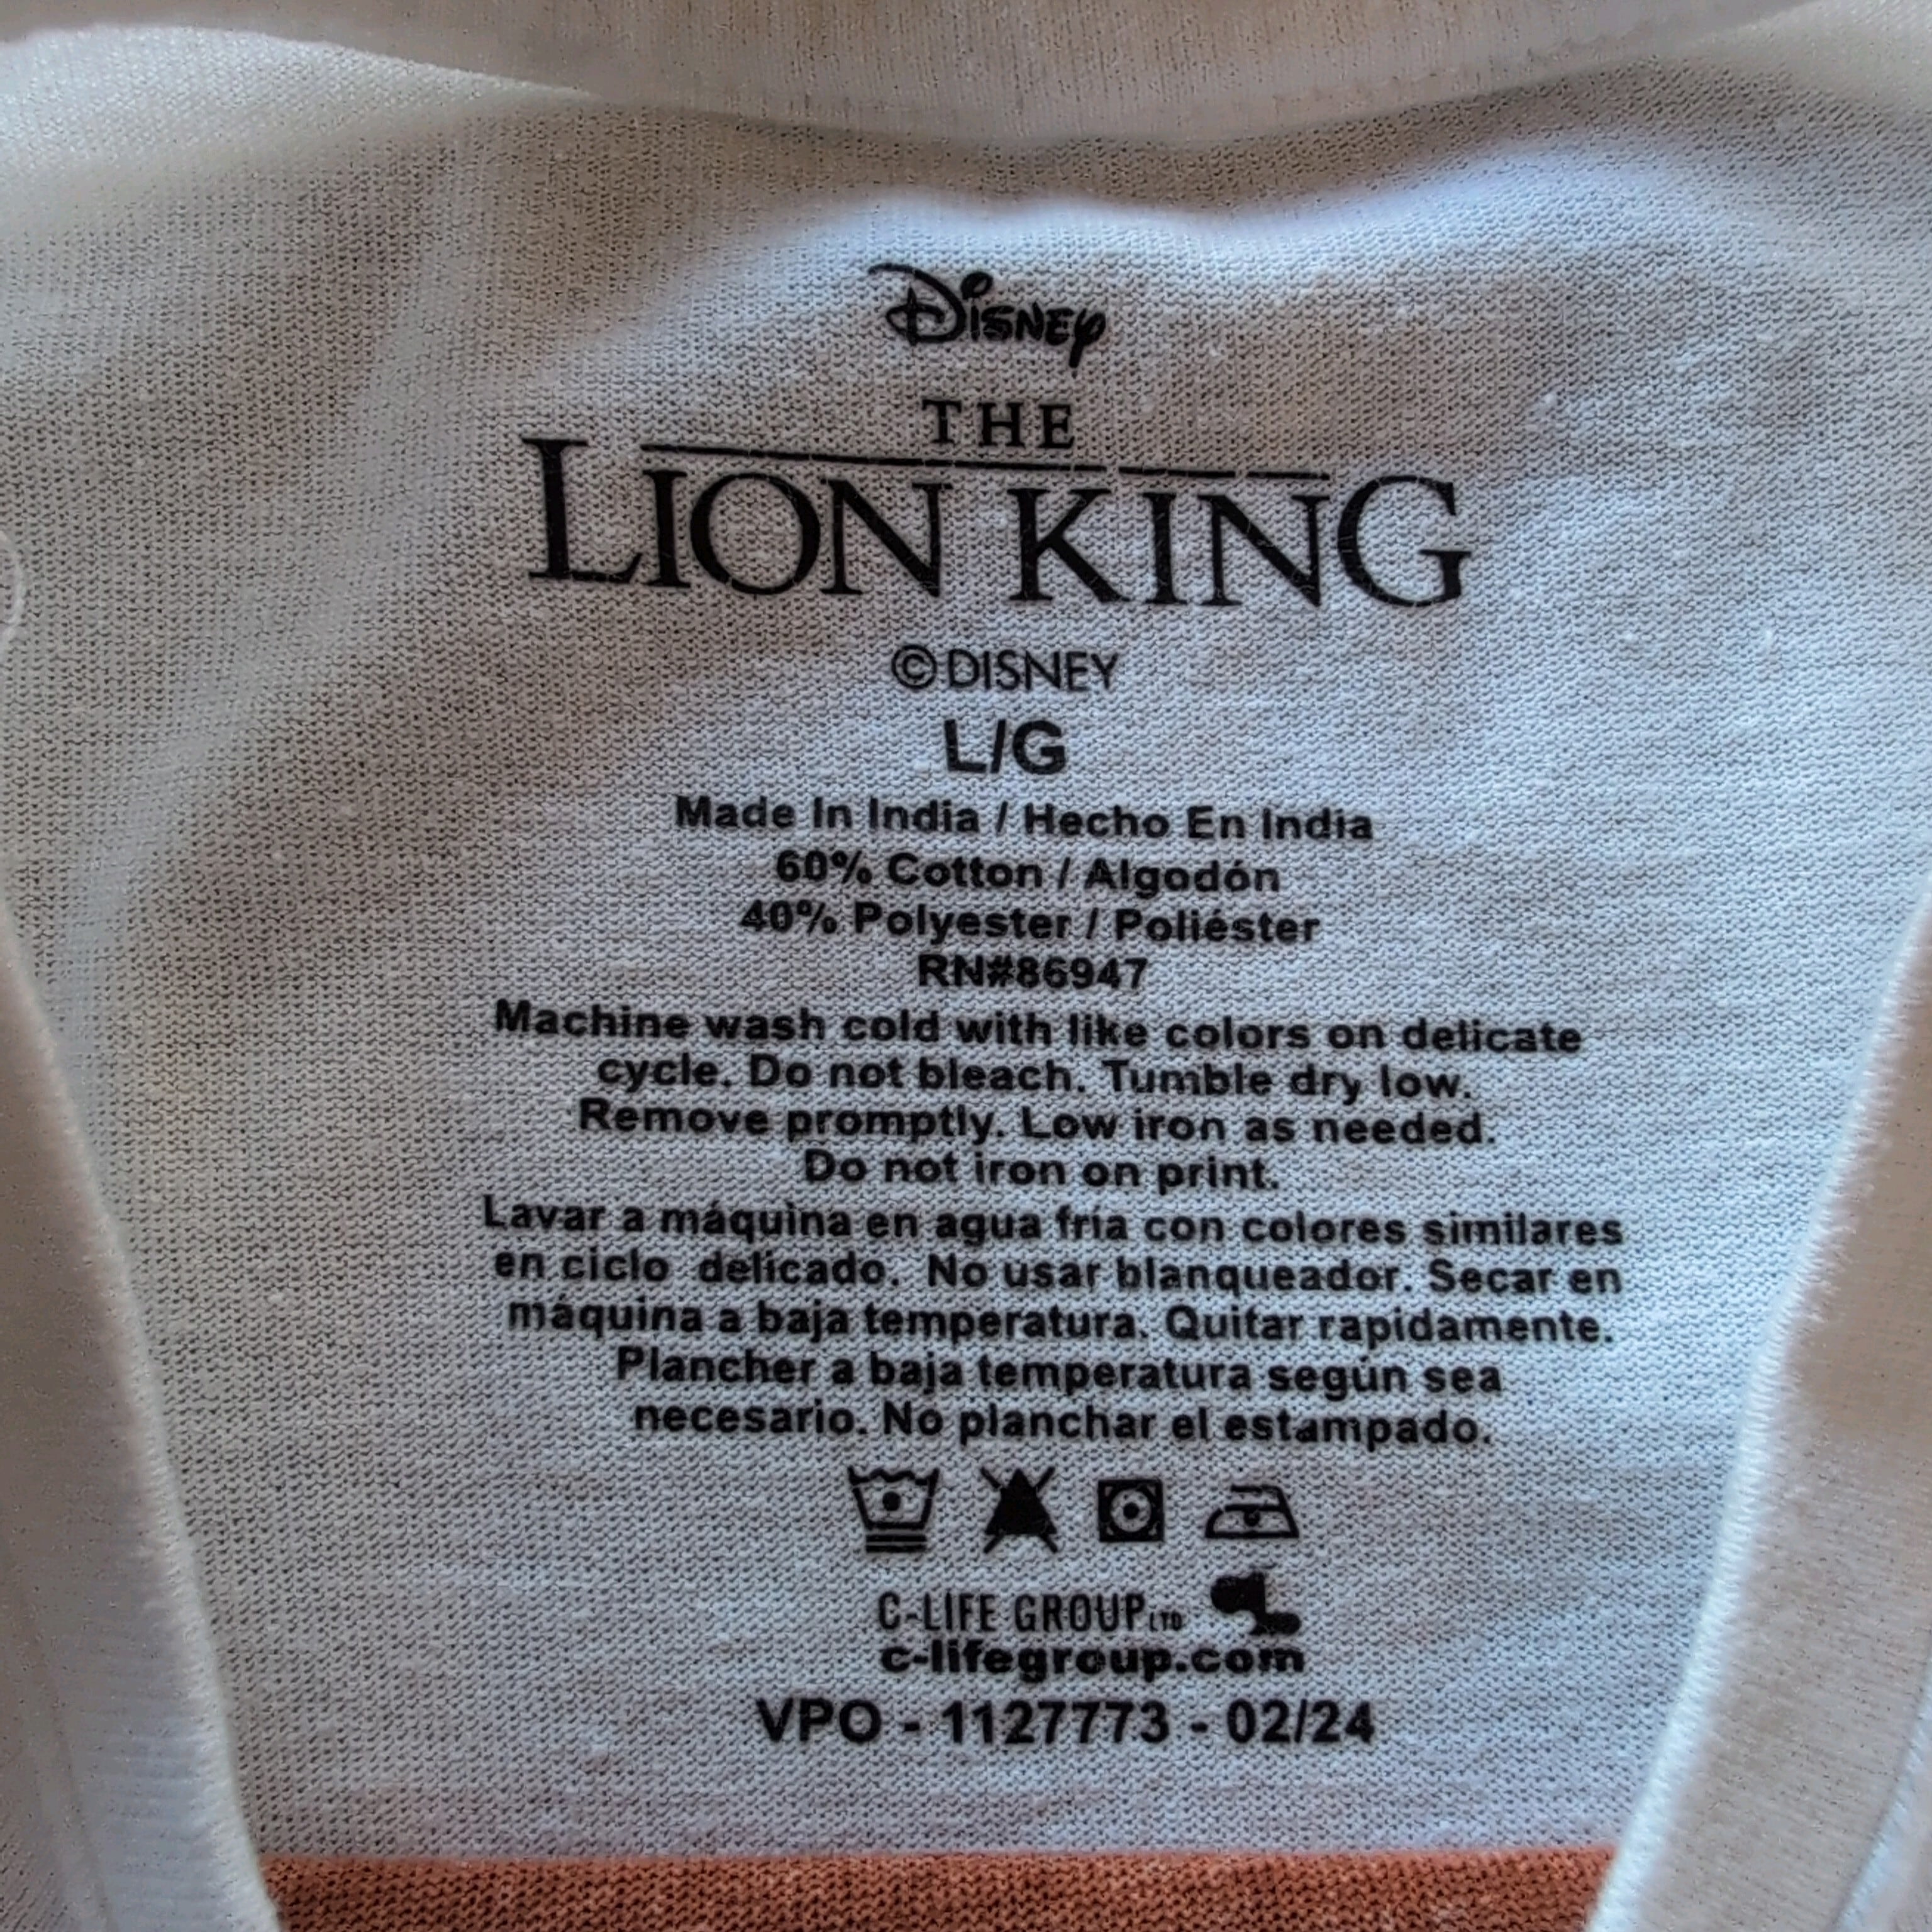 Disney
THE
LION KING
©DISNEY
L/G
Made In India / Hecho En India
60% Cotton / Algodón
40% Polyester / Poliéster
RN#86947
Machine wash cold with like colors on delicate
cycle. Do not bleach. Tumble dry low.
Remove promptly. Low iron as needed.
Do not iron on print.
Lavar a máquina en agua fría con colores similares
en ciclo delicado. No usar blanqueador. Secar en
máquina a baja temperatura. Quitar rapidamente.
Plancher a baja temperatura según sea
necesario. No planchar el estampado.
C-LIFE GROUP LTD
c-lifegroup.com
VPO - 1127773 - 02/24